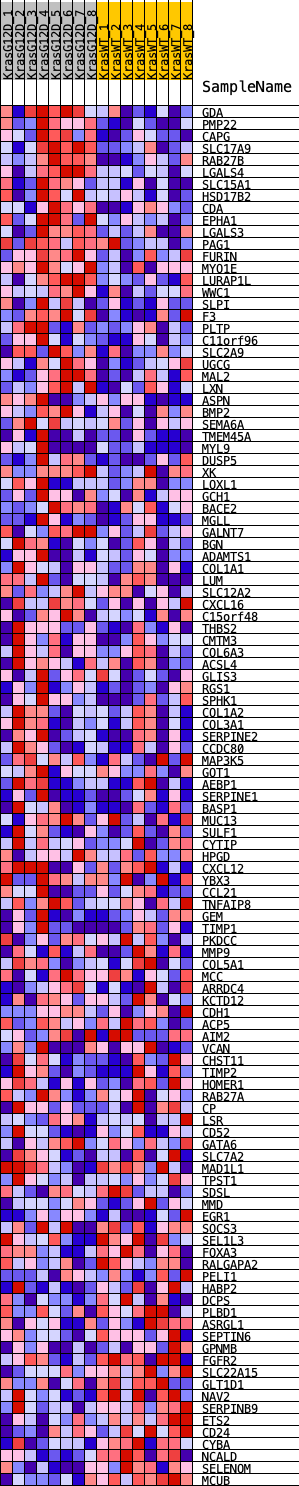 KrasG12D_1
KrasG12D_2
KrasG12D_3
KrasG12D_4
KrasG12D_5
KrasG12D_6
KrasG12D_7
KrasG12D_8
KrasWT_1
KrasWT_2
KrasWT_3
KrasWT_4
KrasWT_5
KrasWT_6
KrasWT_7
KrasWT_8
SampleName
GDA
PMP22
CAPG
SLC17A9
RAB27B
LGALS4
SLC15A1
HSD17B2
CDA
EPHA1
LGALS3
PAG1
FURIN
MYO1E
LURAP1L
WWC1
SLPI
F3
PLTP
C11orf96
SLC2A9
UGCG
MAL2
LXN
ASPN
BMP2
SEMA6A
TMEM45A
MYL9
DUSP5
XK
LOXL1
GCH1
BACE2
MGLL
GALNT7
BGN
ADAMTS1
COL1A1
LUM
SLC12A2
CXCL16
C15orf48
THBS2
CMTM3
COL6A3
ACSL4
GLIS3
RGS1
SPHK1
COL1A2
COL3A1
SERPINE2
CCDC80
MAP3K5
GOT1
AEBP1
SERPINE1
BASP1
MUC13
SULF1
CYTIP
HPGD
CXCL12
YBX3
CCL21
TNFAIP8
GEM
TIMP1
PKDCC
MMP9
COL5A1
MCC
ARRDC4
KCTD12
CDH1
ACP5
AIM2
VCAN
CHST11
TIMP2
HOMER1
RAB27A
CP
LSR
CD52
GATA6
SLC7A2
MAD1L1
TPST1
SDSL
MMD
EGR1
SOCS3
SEL1L3
FOXA3
RALGAPA2
PELI1
HABP2
DCPS
PLBD1
ASRGL1
SEPTIN6
GPNMB
FGFR2
SLC22A15
GLT1D1
NAV2
SERPINB9
ETS2
CD24
CYBA
NCALD
SELENOM
MCUB